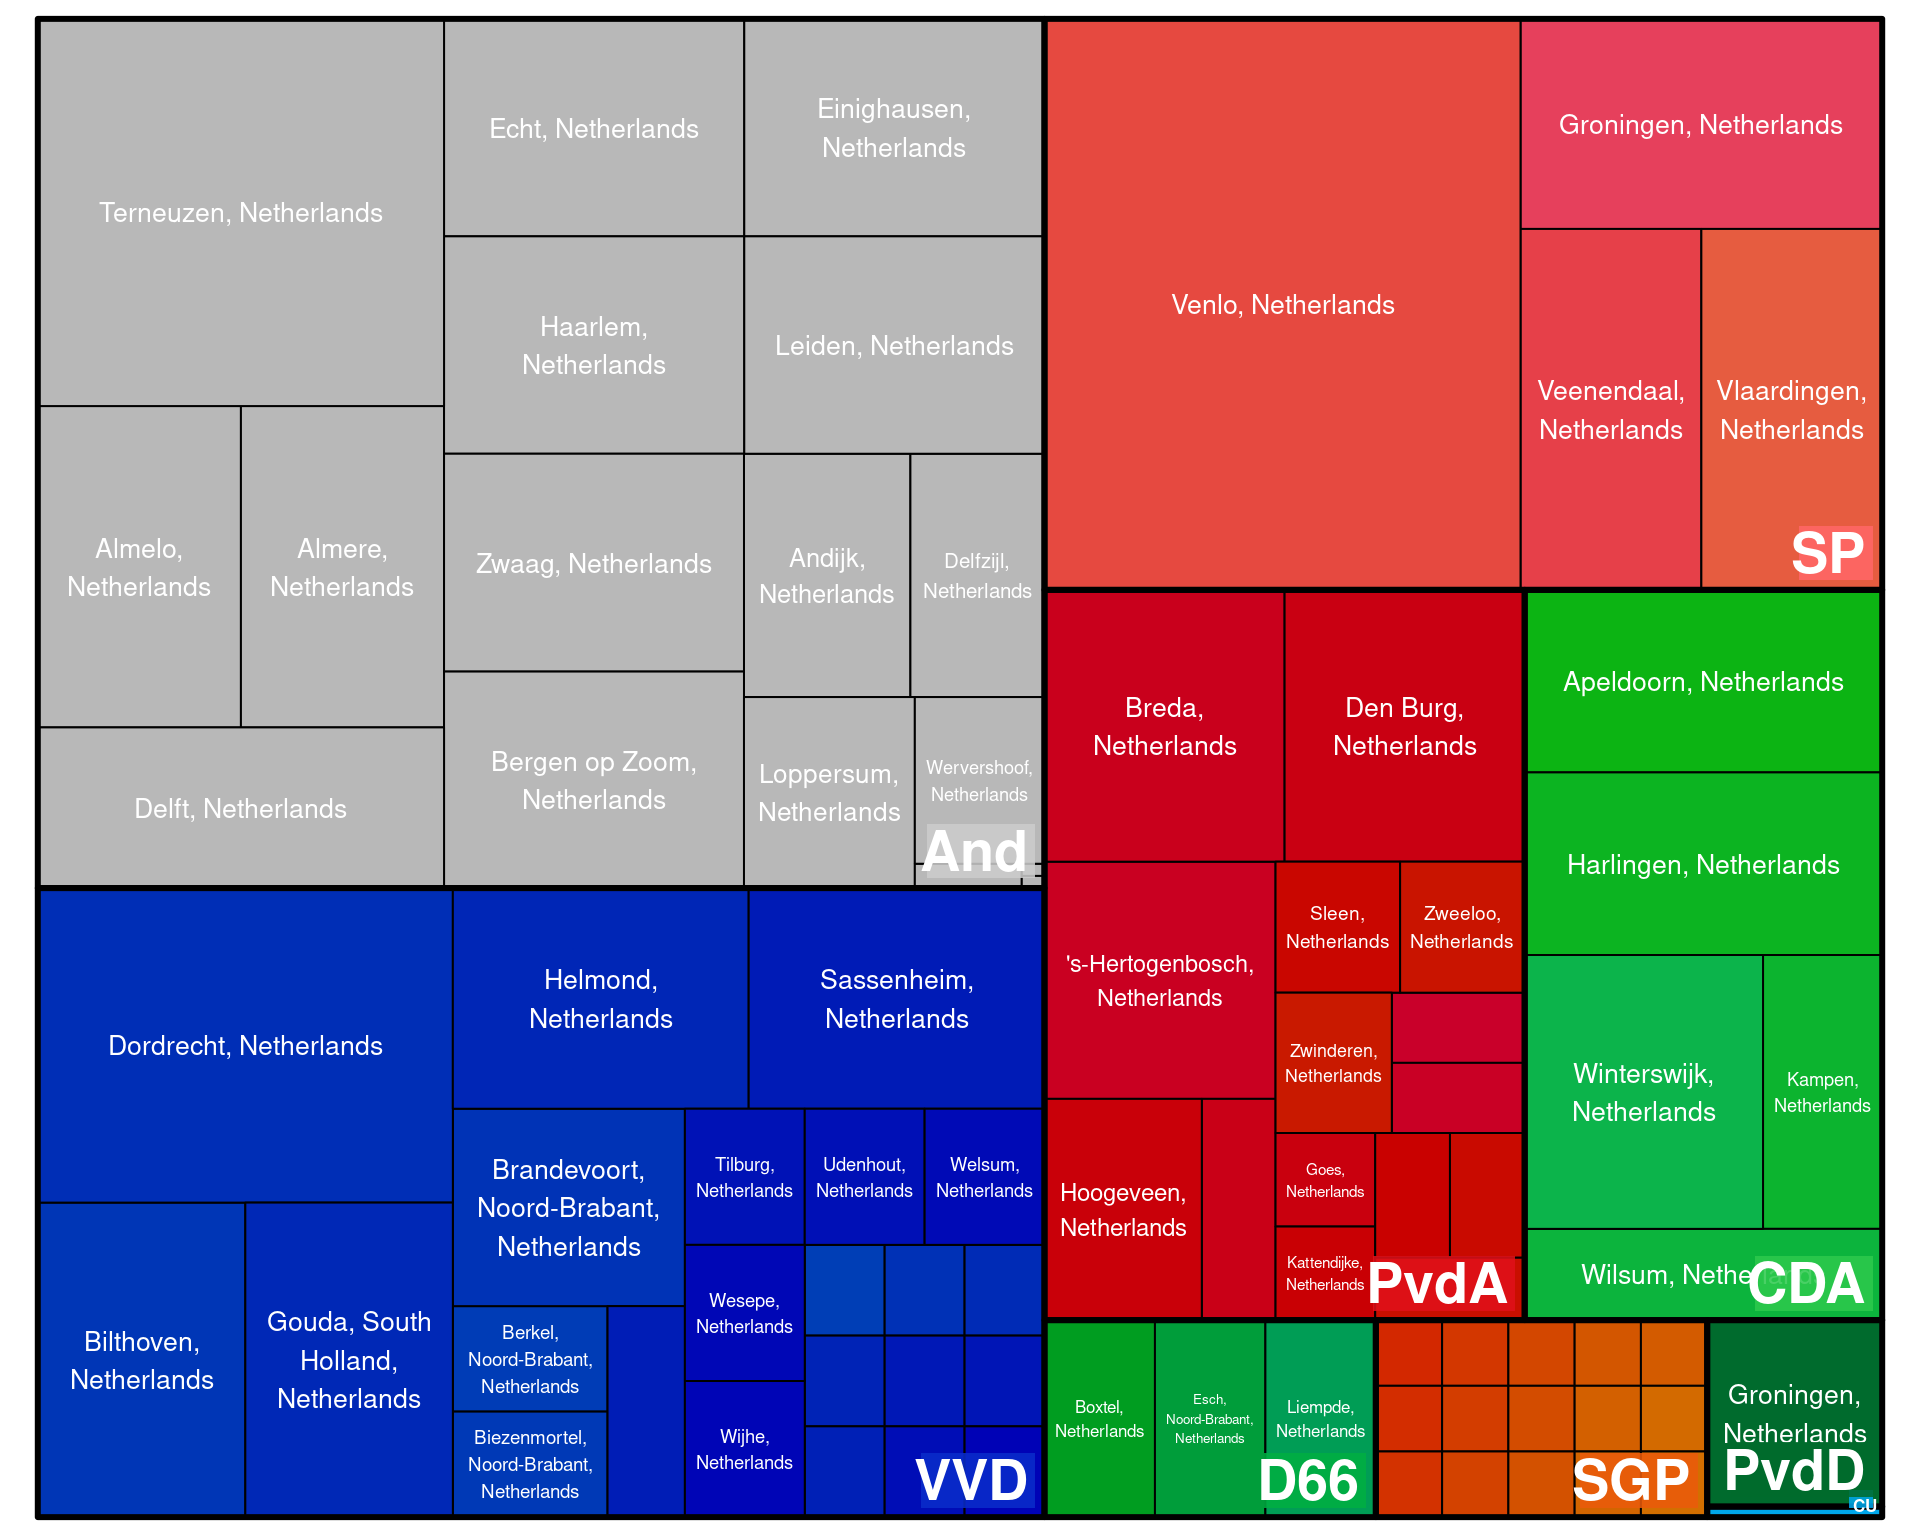 Terneuzen, Netherlands
Echt, Netherlands
Einighausen,
Netherlands
Haarlem,
Netherlands
Leiden, Netherlands
Almelo,
Netherlands
Almere,
Netherlands
Zwaag, Netherlands
Andijk,
Netherlands
Delfzijl,
Netherlands
Delft, Netherlands
Bergen op Zoom,
Netherlands
Loppersum,
Netherlands
Wervershoof,
Netherlands
And
Venlo, Netherlands
Groningen, Netherlands
Veenendaal,
Netherlands
Vlaardingen,
Netherlands
SP
Dordrecht, Netherlands
Helmond,
Netherlands
Sassenheim,
Netherlands
Bilthoven,
Netherlands
Gouda, South
Holland,
Netherlands
Brandevoort,
Noord-Brabant,
Netherlands
Tilburg,
Netherlands
Udenhout,
Netherlands
Welsum,
Netherlands
Berkel,
Noord-Brabant,
Netherlands
Biezenmortel,
Noord-Brabant,
Netherlands
Wesepe,
Netherlands
Wijhe,
Netherlands
VVD
Breda,
Netherlands
Den Burg,
Netherlands
's-Hertogenbosch,
Netherlands
Sleen,
Netherlands
Zweeloo,
Netherlands
Zwinderen,
Netherlands
Hoogeveen,
Netherlands
Goes,
Netherlands
Kattendijke,
Netherlands
PvdA
Apeldoorn, Netherlands
Harlingen, Netherlands
Winterswijk,
Netherlands
Kampen,
Netherlands
Wilsum, Netherlands
CDA
Boxtel,
Netherlands
Esch,
Noord-Brabant,
Netherlands
Liempde,
Netherlands
D66
SGP
Groningen,
Netherlands
PvdD
CU